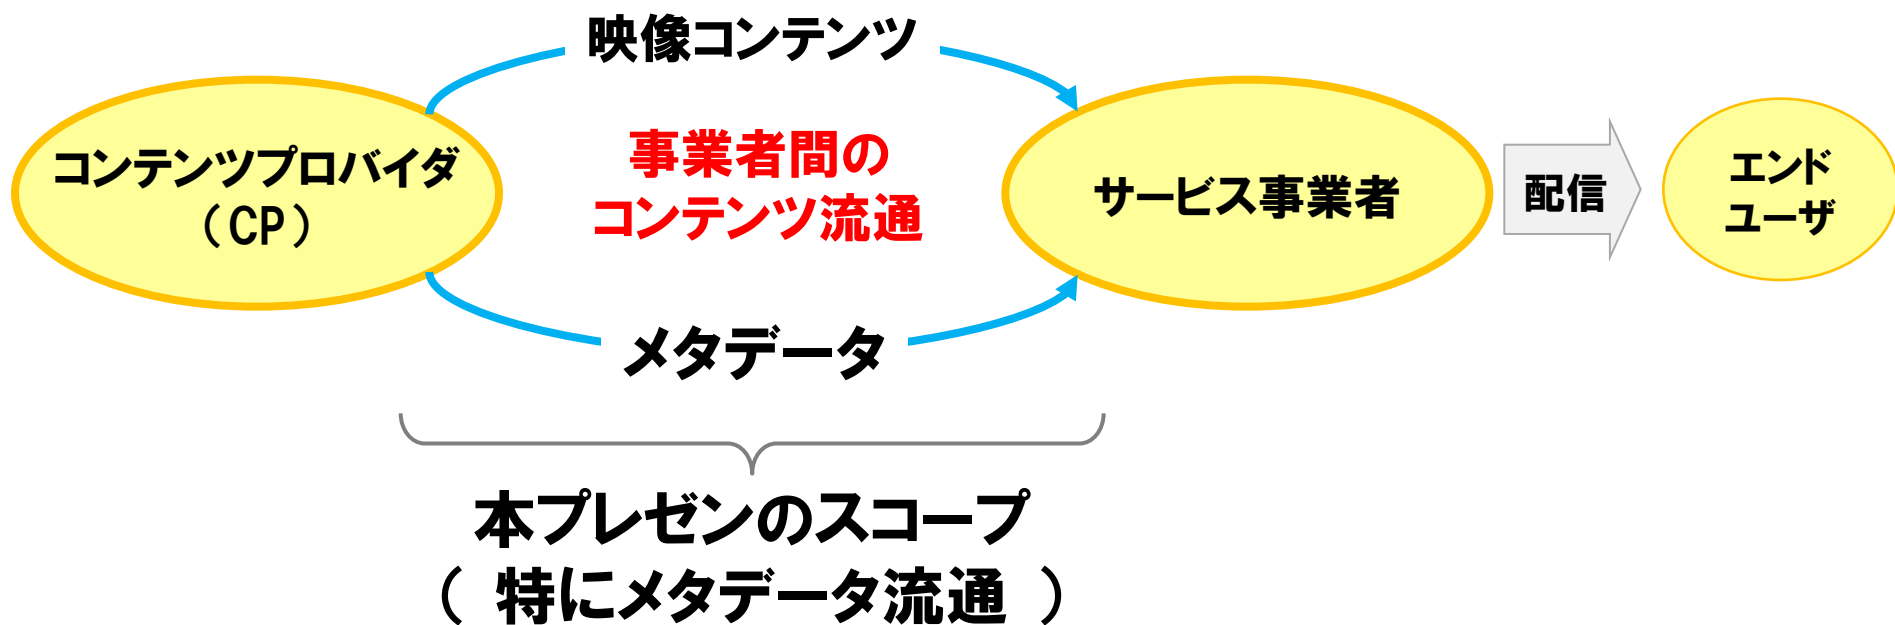 映像コンテンツ
コンテンツプロバイダ
（CP）
事業者間の
コンテンツ流通
サービス事業者
配信
エンド
ユーザ
メタデータ
本プレゼンのスコープ
（ 特にメタデータ流通 ）